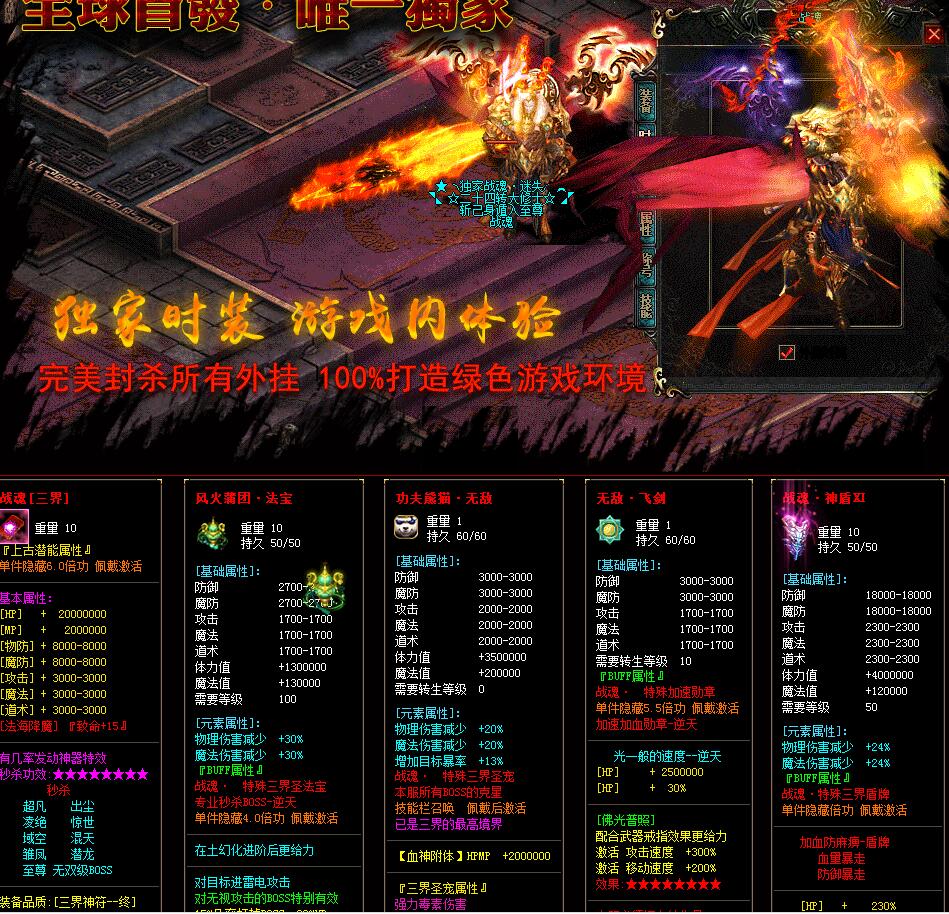 全球首發·唯一獨家
战魂
装备
时
属性
称号
技能
★独家战魂·迷失
☆二十四转大修士☆
斩己身遁入至尊
战魂
独家时装 游戏内体验
完美封杀所有外挂 100%打造绿色游戏环境
战魂[三界]
重量 10
『上古潜能属性』
单件隐藏6.0倍功 佩戴激活
基本属性:
[HP] + 20000000
[MP] + 2000000
[物防] + 8000-8000
[魔防] + 8000-8000
[攻击] + 3000-3000
[魔法] + 3000-3000
[道术] + 3000-3000
[法海降魔] 『致命+15』
有几率发动神器特效
秒杀功效:★★★★★★★★
秒杀
超凡 出尘
凌绝 惊世
域空 混天
雏凤 潜龙
至尊 无双级BOSS
装备品质:[三界神符--终]
风火蒲团·法宝
重量 10
持久 50/50
[基础属性]:
防御
魔防
攻击 1700-1700
魔法 1700-1700
道术 1700-1700
体力值 +1300000
魔法值 +130000
需要等级 100
[元素属性]:
物理伤害减少 +30%
魔法伤害减少 +30%
『BUFF属性』
战魂· 特殊三界圣法宝
专业秒杀BOSS-逆天
单件隐藏4.0倍功 佩戴激活
在土幻化进阶后更给力
对目标进雷电攻击
对无视攻击的BOSS特别有效
功夫熊猫·无敌
重量 1
持久 60/60
[基础属性]:
防御 3000-3000
魔防 3000-3000
攻击 2000-2000
魔法 2000-2000
道术 2000-2000
体力值 +3500000
魔法值 +200000
需要转生等级 0
[元素属性]:
物理伤害减少 +20%
魔法伤害减少 +20%
增加目标暴率 +13%
战魂· 特殊三界圣宠
本服所有BOSS的克星
技能栏召唤 佩戴后激活
已是三界的最高境界
【血神附体】HPMP +2000000
『三界圣宠属性』
强力毒素伤害
无敌·飞剑
重量 1
持久 60/60
[基础属性]:
防御 3000-3000
魔防 3000-3000
攻击 1700-1700
魔法 1700-1700
道术 1700-1700
需要转生等级 10
『BUFF属性』
战魂· 特殊加速勋章
单件隐藏5.5倍功 佩戴激活
加速加血勋章-逆天
光一般的速度--逆天
[HP] + 2500000
[HP] + 30%
[佛光普照]
配合武器戒指效果更给力
激活 攻击速度 +300%
激活 移动速度 +200%
效果:★★★★★★★★
战魂·神盾XI
重量 10
持久 50/50
[基础属性]:
防御 18000-18000
魔防 18000-18000
攻击 2300-2300
魔法 2300-2300
道术 2300-2300
体力值 +4000000
魔法值 +120000
需要等级 50
[元素属性]:
物理伤害减少 +24%
魔法伤害减少 +24%
『BUFF属性』
战魂·特殊三界盾牌
单件隐藏倍功 佩戴激活
加血防麻痹-盾牌
血量暴走
防御暴走
[HP] + 230%